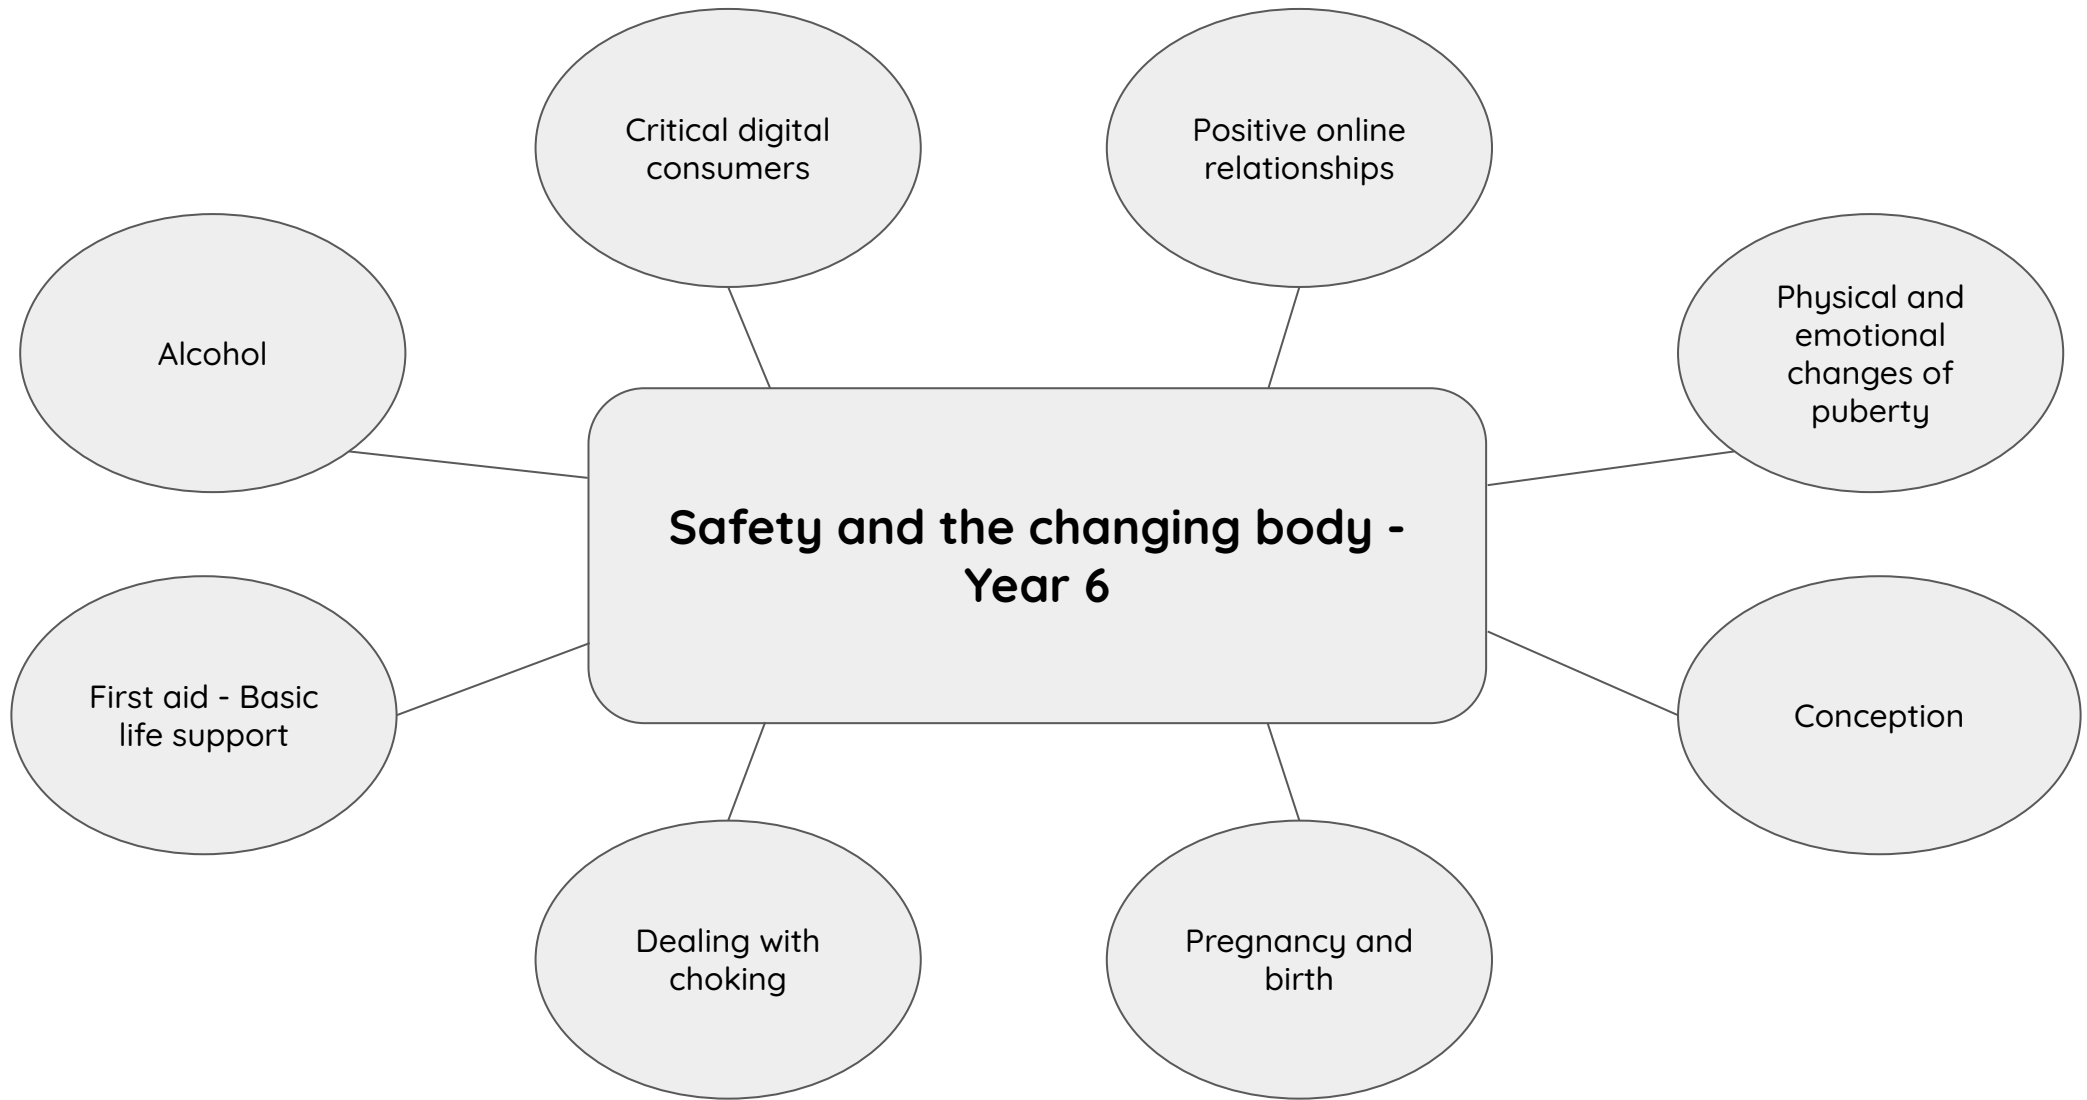 Critical digital
consumers
Positive online
relationships
Alcohol
Physical and
emotional
changes of
puberty
Safety and the changing body -
Year 6
First aid - Basic
life support
Conception
Dealing with
choking
Pregnancy and
birth